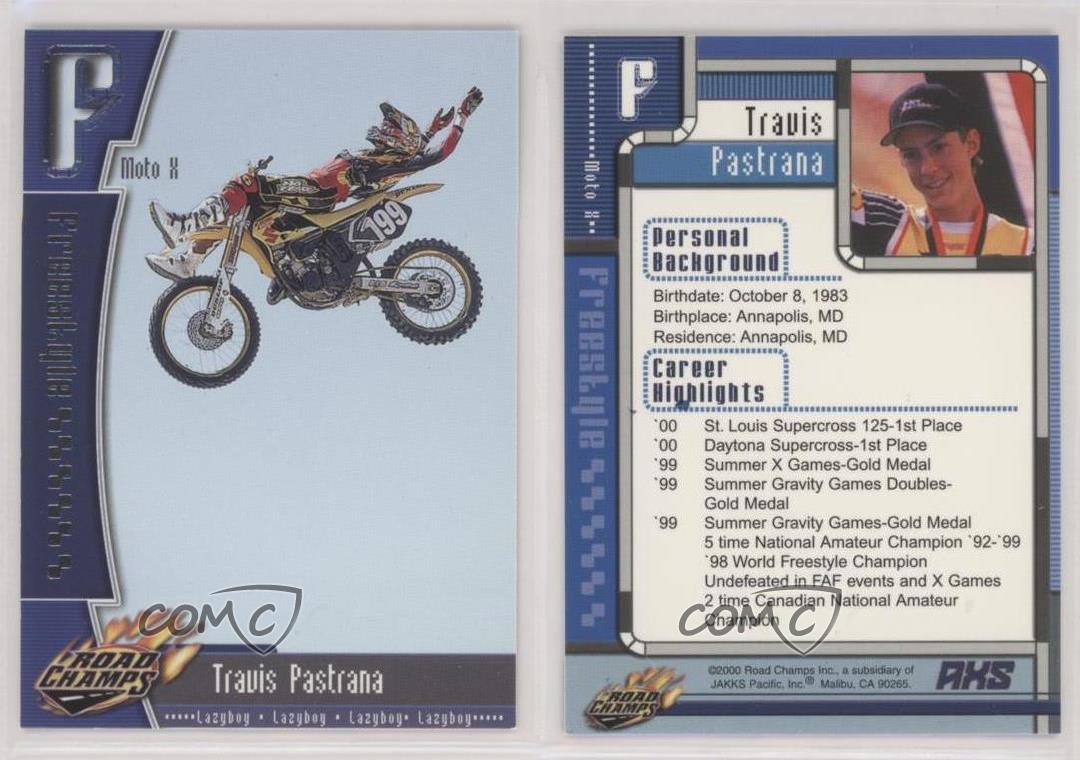 F
Moto X
Freestyle
199
COMC
ROAD
CHAMPS
Travis Pastrana
Lazyboy • Lazyboy • Lazyboy • Lazyboy
F
Moto X
Freestyle
Travis
Pastrana
Personal
Background
Birthdate: October 8, 1983
Birthplace: Annapolis, MD
Residence: Annapolis, MD
Career
Highlights
`00 St. Louis Supercross 125-1st Place
`00 Daytona Supercross-1st Place
`99 Summer X Games-Gold Medal
`99 Summer Gravity Games Doubles-
Gold Medal
`99 Summer Gravity Games-Gold Medal
5 time National Amateur Champion `92-`99
`98 World Freestyle Champion
Undefeated in FAF events and X Games
2 time Canadian National Amateur
Champion
COMC
ROAD
CHAMPS
©2000 Road Champs Inc., a subsidiary of
JAKKS Pacific, Inc.® Malibu, CA 90265.
AXS